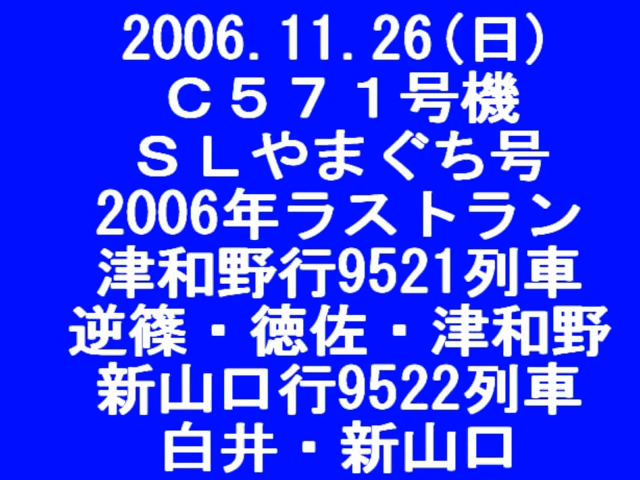 2006.11.26(日)
Ｃ５７１号機
ＳＬやまぐち号
2006年ラストラン
津和野行9521列車
逆篠・徳佐・津和野
新山口行9522列車
白井・新山口